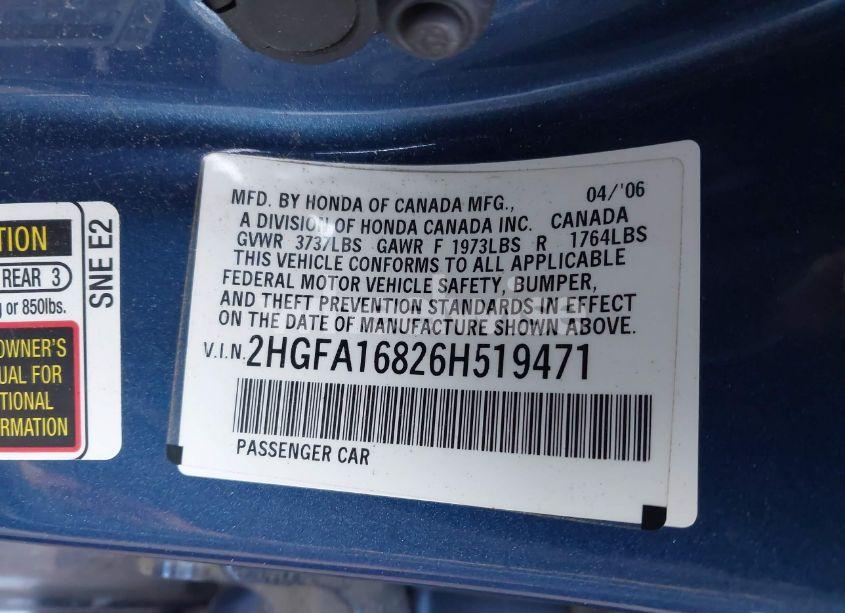 MFD. BY HONDA OF CANADA MFG., 04/'06
A DIVISION OF HONDA CANADA INC. CANADA
GVWR 3737LBS GAWR F 1973LBS R 1764LBS
THIS VEHICLE CONFORMS TO ALL APPLICABLE
FEDERAL MOTOR VEHICLE SAFETY, BUMPER,
AND THEFT PREVENTION STANDARDS IN EFFECT
ON THE DATE OF MANUFACTURE SHOWN ABOVE.
V.I.N. 2HGFA16826H519471
PASSENGER CAR
TION
REAR 3
g or 850lbs.
OWNER'S
UAL FOR
TIONAL
ORMATION
SNE E2